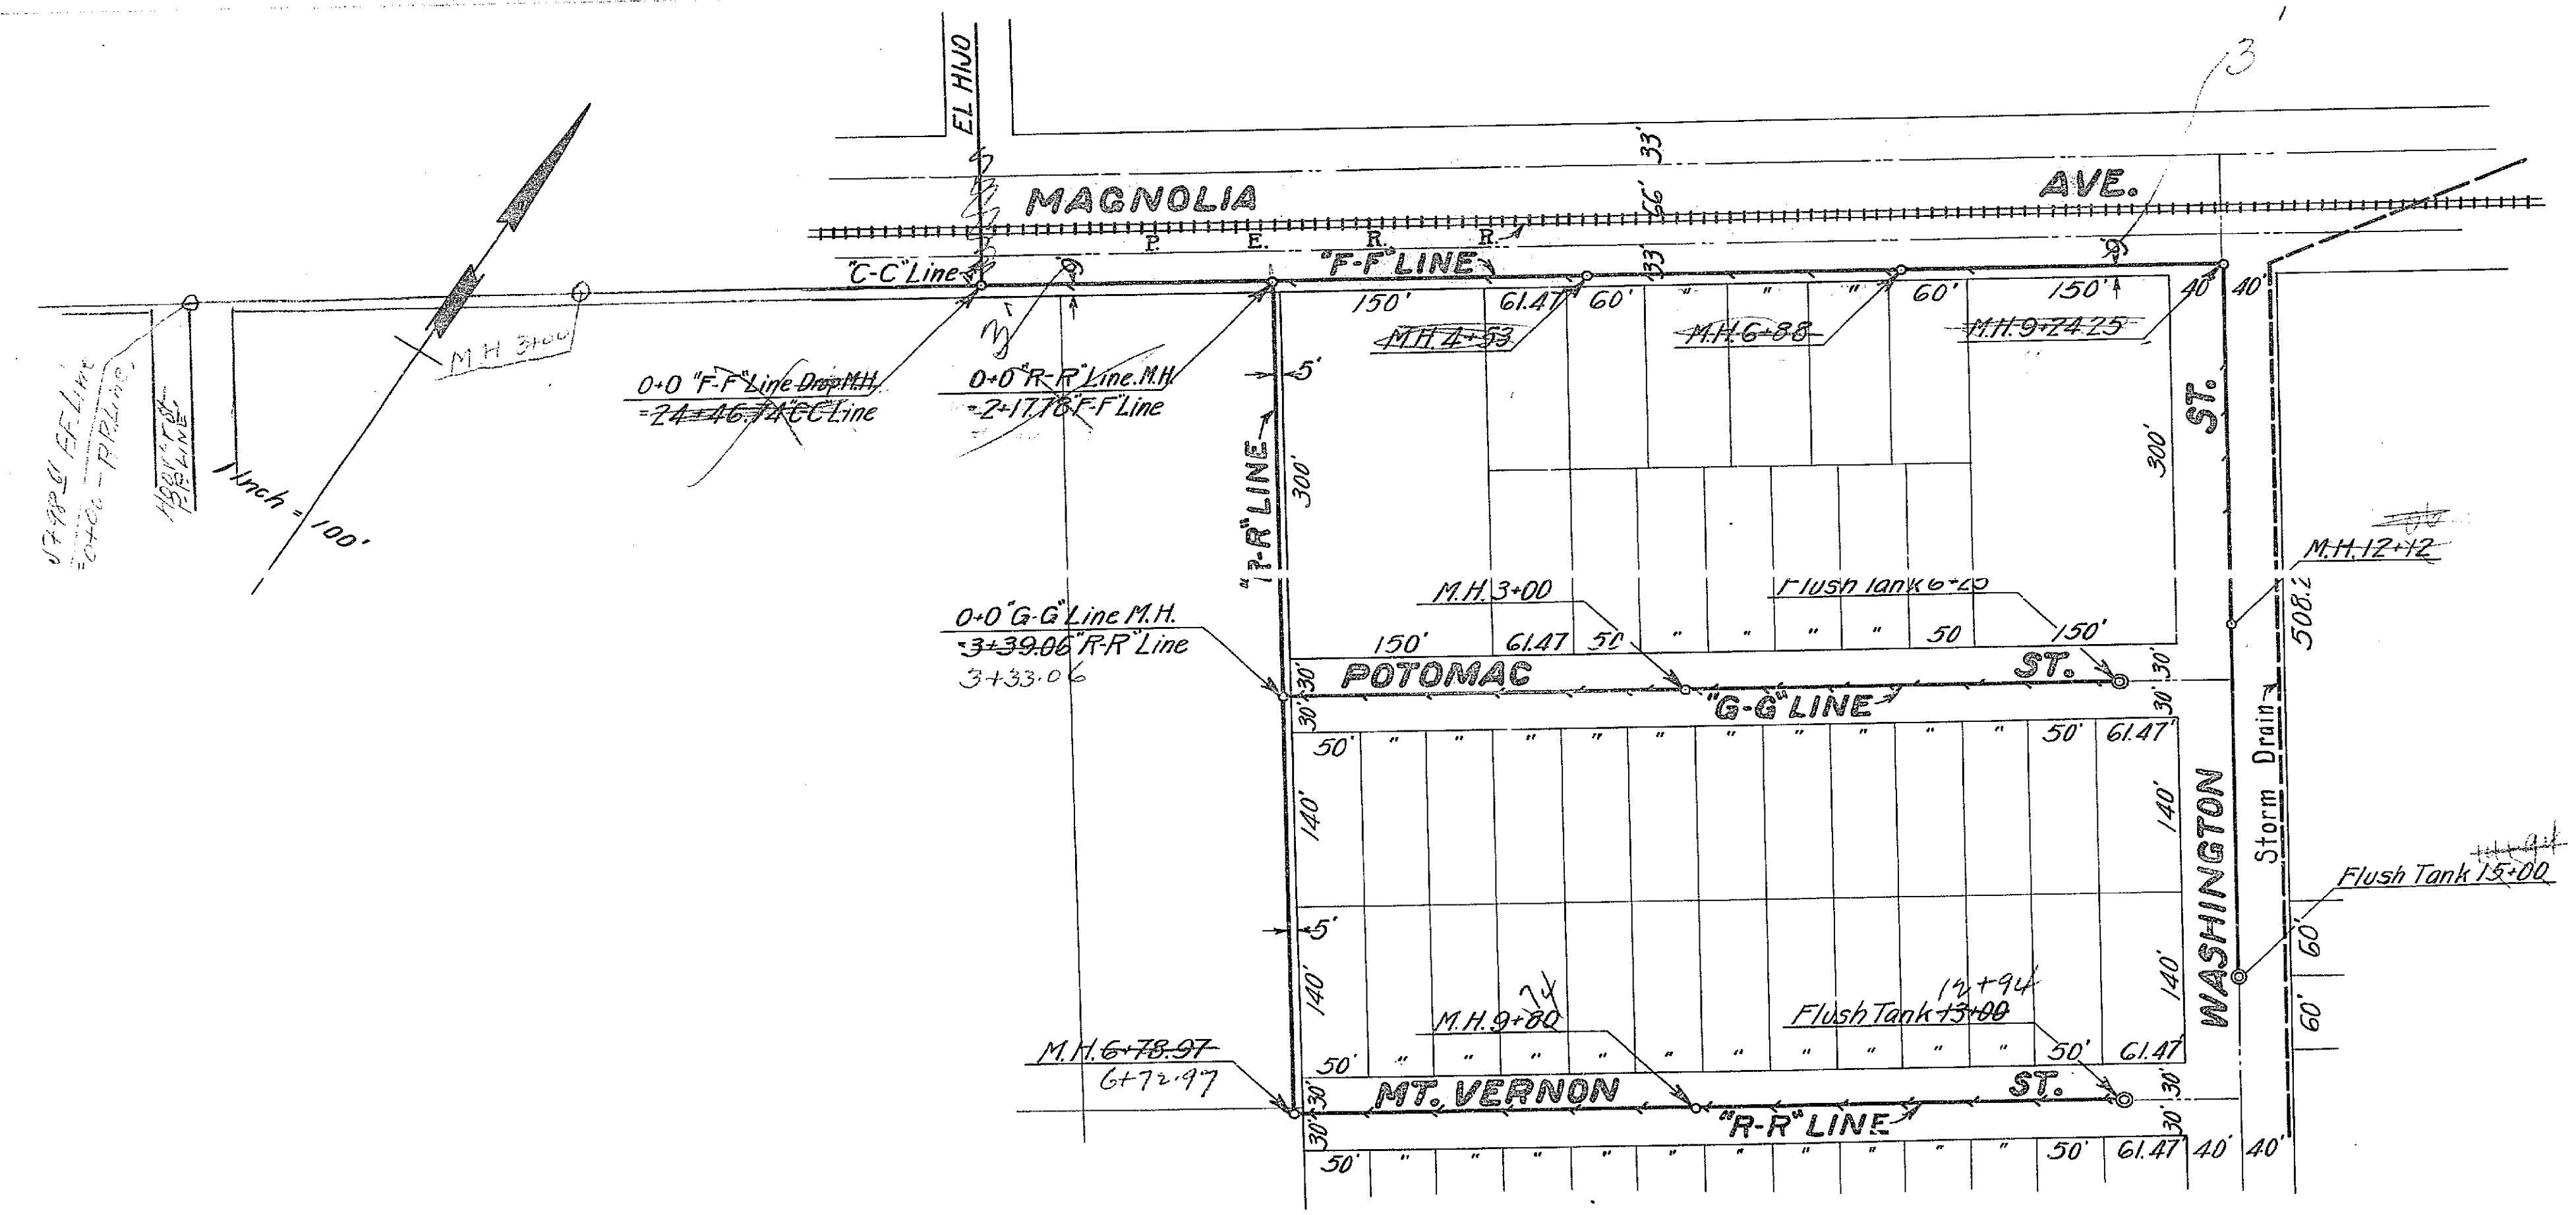 3'
EL HIJO
33'
MAGNOLIA
AVE.
66'
P. E. R. R.
"C-C" Line
"F-F" LINE
33'
150'
61.47
60'
"
"
"
60'
150'
40'
40'
M.H. 3+00
3'
M.H. 4+53
M.H. 6+88
M.H. 9+24.25
0+0 "F-F" Line Drop M.H.
=24+46.74 "C-C" Line
0+0 "R-R" Line. M.H.
=2+17.78 "F-F" Line
5'
ST.
1 Inch = 100'
"R-R" LINE
300'
300'
M.H. 12+12
M.H. 3+00
Flush Tank 6+25
0+0 "G-G" Line M.H.
=3+39.06 "R-R" Line
3+33.06
508.2
150'
61.47
50
"
"
"
"
50
150'
30'
POTOMAC
ST.
30'
30'
"G-G" LINE
30'
50'
"
"
"
"
"
"
"
"
"
50'
61.47'
Storm Drain
140'
140'
WASHINGTON
14+94
Flush Tank 15+00
5'
60'
140'
140'
60'
74
M.H. 9+80
12+94
Flush Tank 13+00
M.H. 6+78.97
6+72.97
50'
"
"
"
"
"
"
"
"
"
50'
61.47
30'
MT. VERNON
ST.
30'
30'
"R-R" LINE
30'
50'
"
"
"
"
"
"
"
"
"
50'
61.47
40'
40'